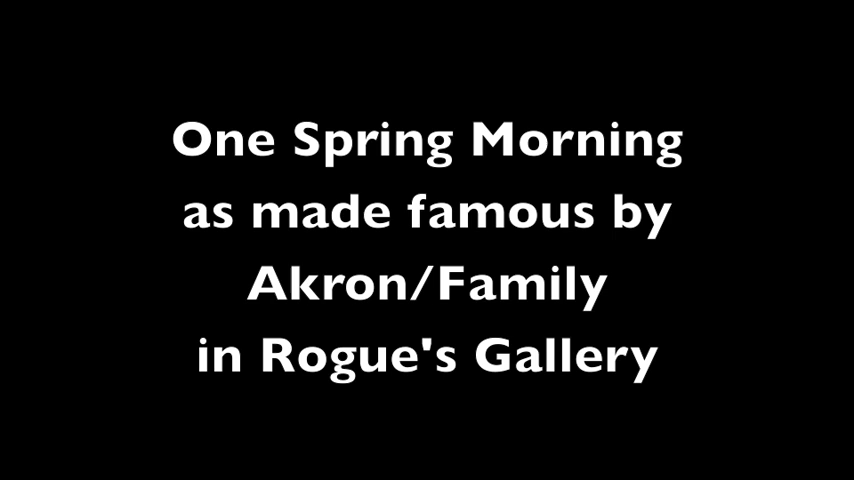 One Spring Morning
as made famous by
Akron/Family
in Rogue's Gallery